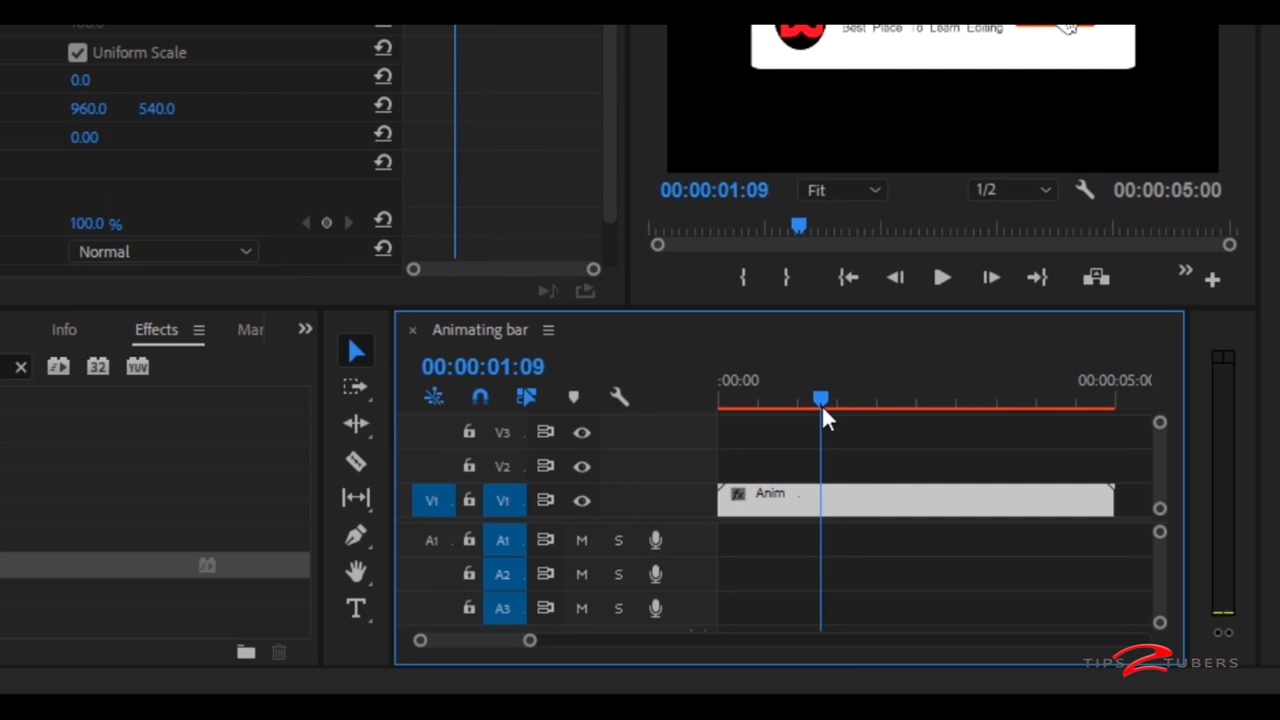 Uniform Scale
0.0
960.0 540.0
0.00
100.0 %
Normal
Best Place To Learn Editing
00:00:01:09 Fit 1/2 00:00:05:00
Info Effects Mar
32 YUV
Animating bar
00:00:01:09
:00:00 00:00:05:00
V3
V2
V1 V1 Anim
A1 A1 M S
A2 M S
A3 M S
T
TIPS 2 TUBERS